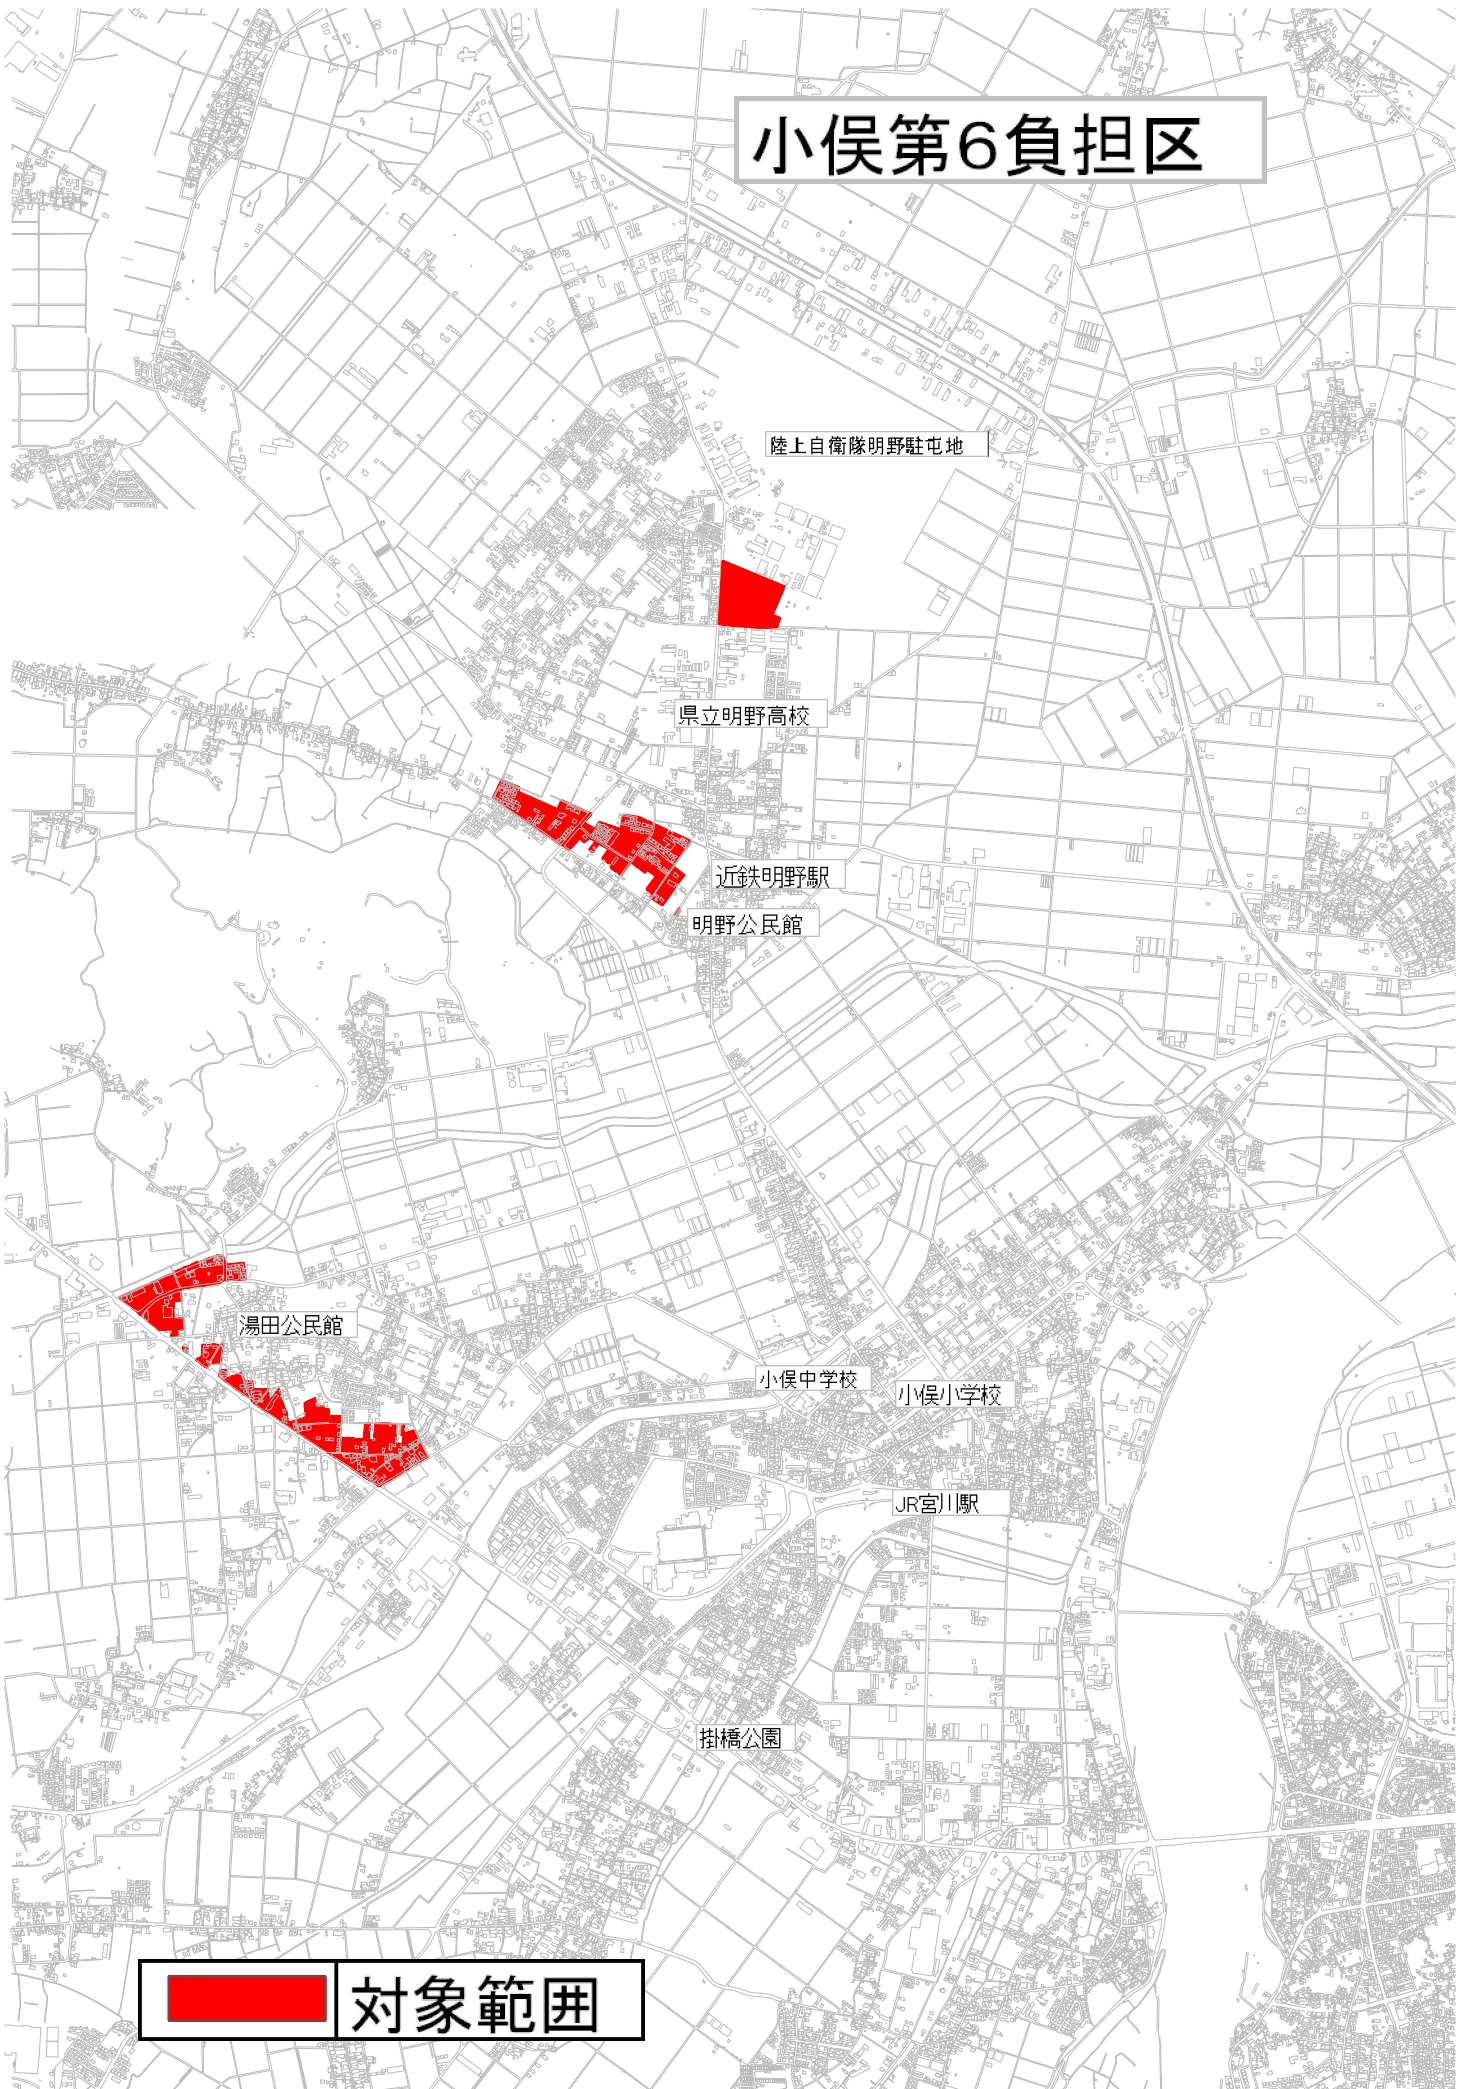 小俣第6負担区
陸上自衛隊明野駐屯地
県立明野高校
近鉄明野駅
明野公民館
湯田公民館
小俣中学校
小俣小学校
JR宮川駅
掛橋公園
対象範囲